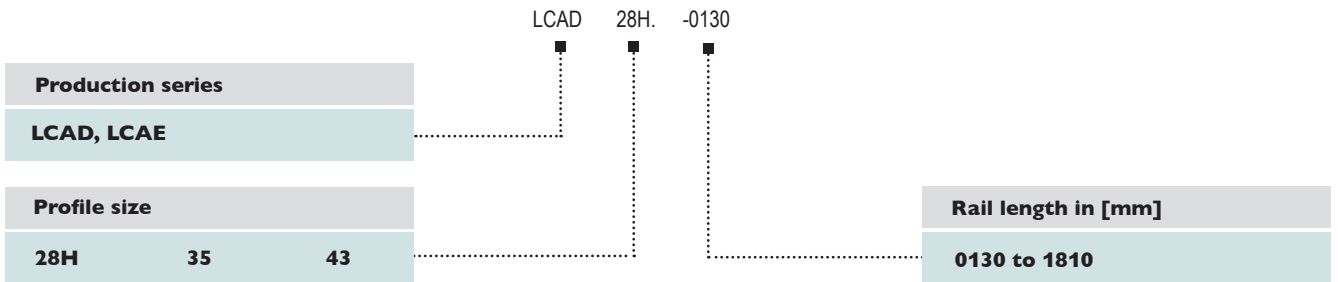 LCAD 28H. -0130
Production series
LCAD, LCAE
Profile size
28H 35 43
Rail length in [mm]
0130 to 1810